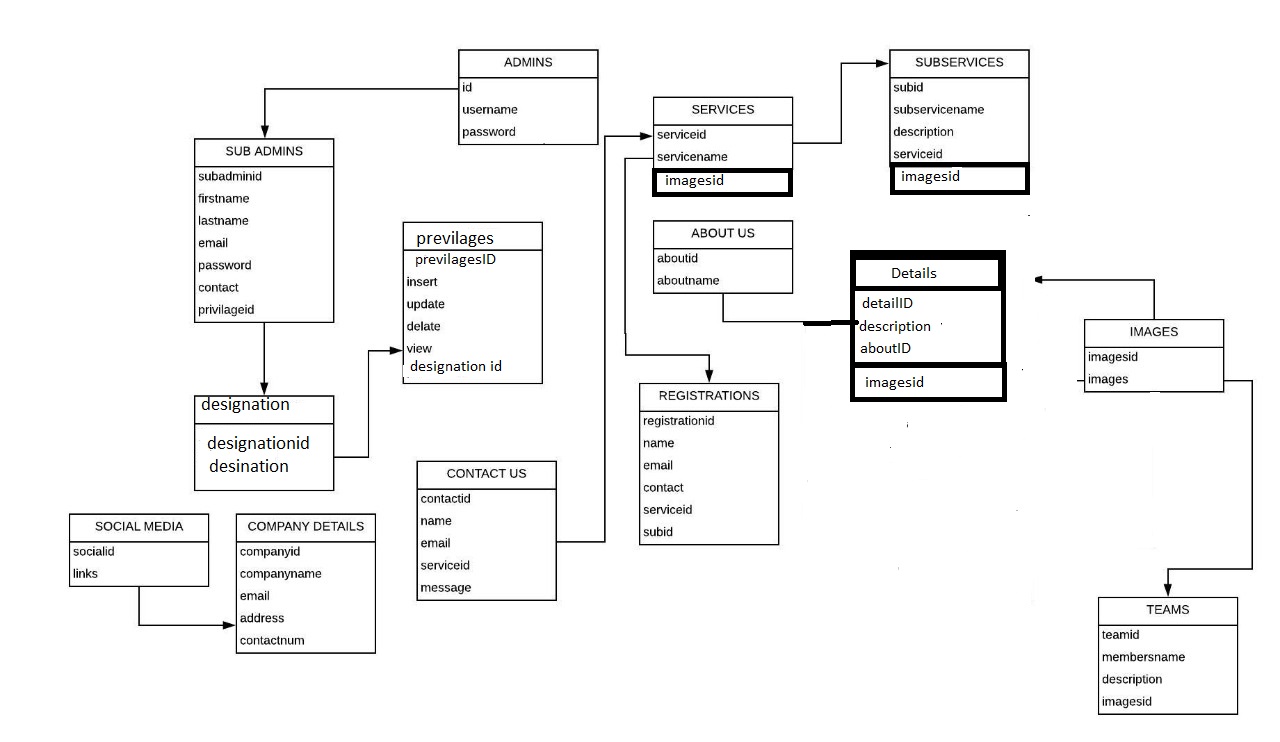 ADMINS
id
username
password
SUB ADMINS
subadminid
firstname
lastname
email
password
contact
privilageid
designation
designationid
desination
previlages
previlagesID
insert
update
delate
view
designation id
SOCIAL MEDIA
socialid
links
COMPANY DETAILS
companyid
companyname
email
address
contactnum
CONTACT US
contactid
name
email
serviceid
message
SERVICES
serviceid
servicename
imagesid
ABOUT US
aboutid
aboutname
REGISTRATIONS
registrationid
name
email
contact
serviceid
subid
SUBSERVICES
subid
subservicename
description
serviceid
imagesid
Details
detailID
description
aboutID
imagesid
IMAGES
imagesid
images
TEAMS
teamid
membersname
description
imagesid